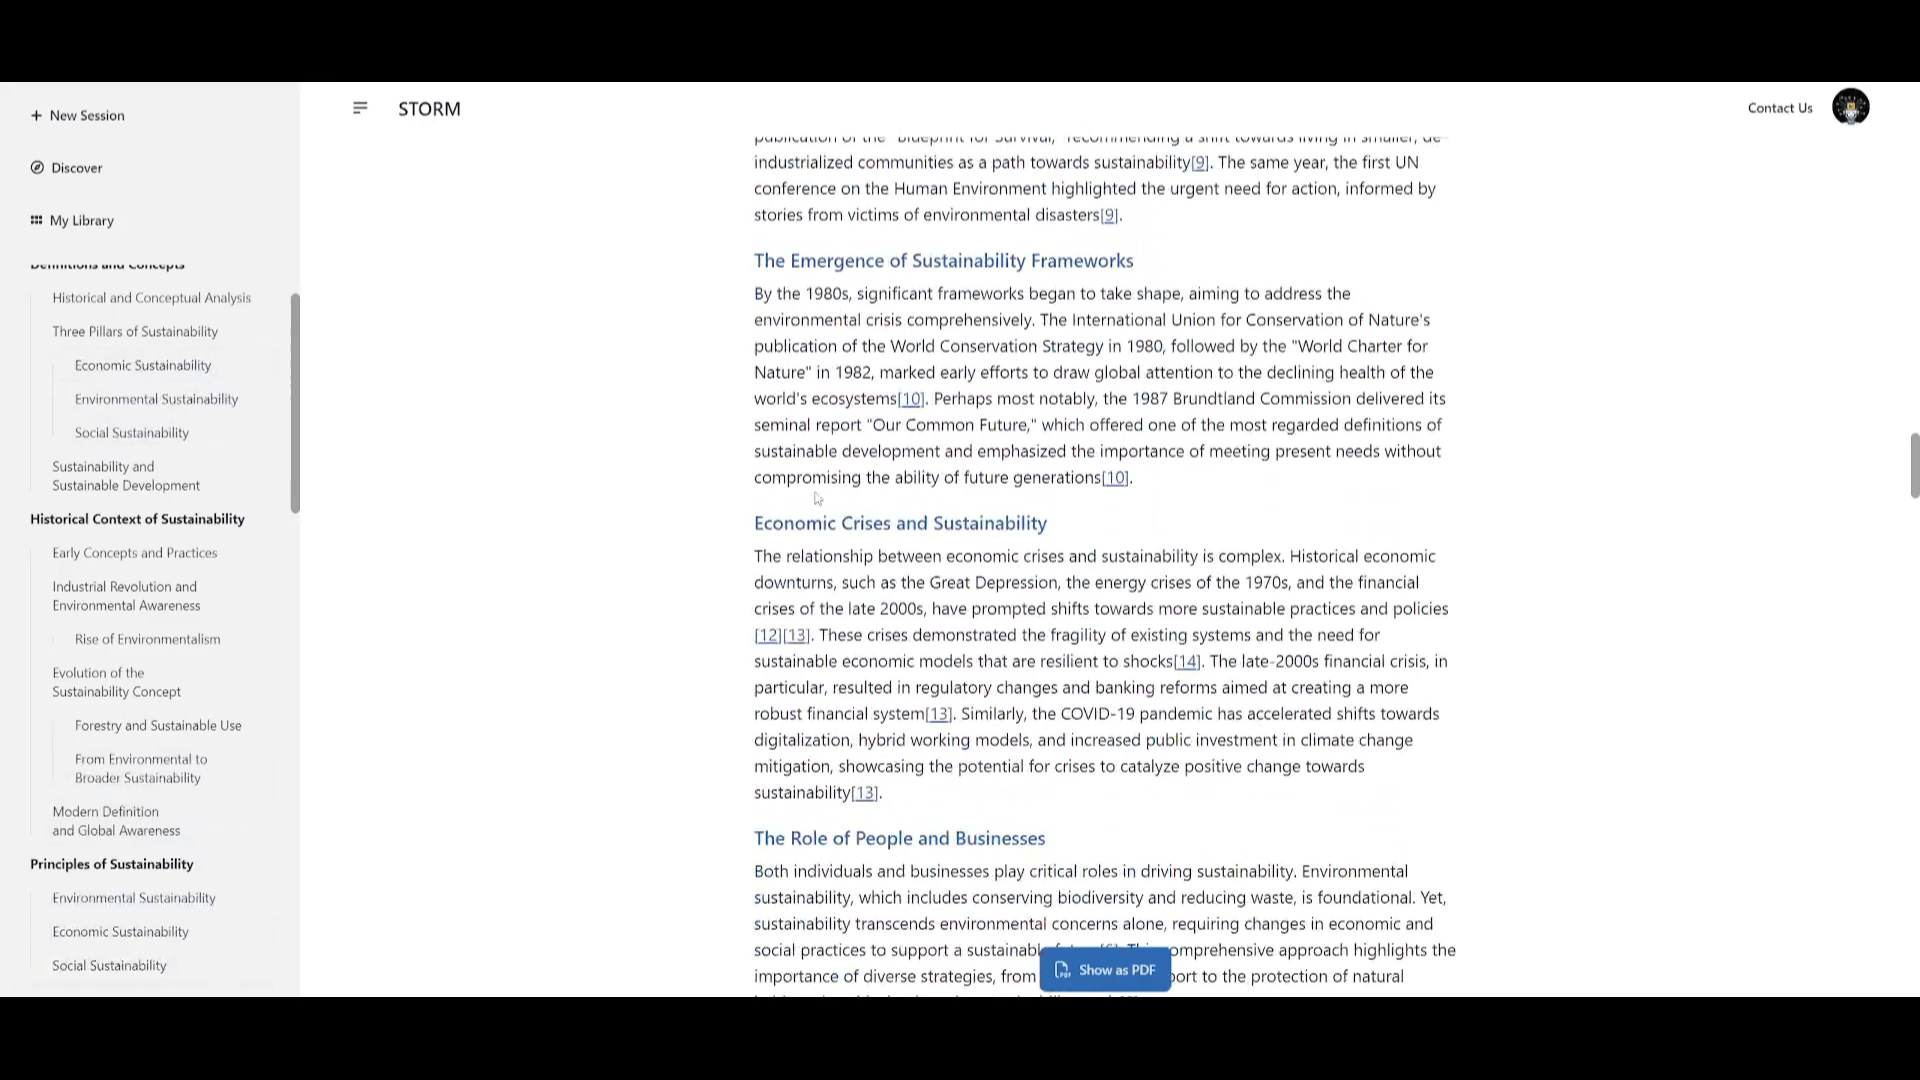 New Session
Discover
My Library
Definitions and Concepts
Historical and Conceptual Analysis
Three Pillars of Sustainability
Economic Sustainability
Environmental Sustainability
Social Sustainability
Sustainability and
Sustainable Development
Historical Context of Sustainability
Early Concepts and Practices
Industrial Revolution and
Environmental Awareness
Rise of Environmentalism
Evolution of the
Sustainability Concept
Forestry and Sustainable Use
From Environmental to
Broader Sustainability
Modern Definition
and Global Awareness
Principles of Sustainability
Environmental Sustainability
Economic Sustainability
Social Sustainability
STORM
Contact Us
publication of the "Blueprint for Survival," recommending a shift towards living in smaller, de-
industrialized communities as a path towards sustainability[9]. The same year, the first UN
conference on the Human Environment highlighted the urgent need for action, informed by
stories from victims of environmental disasters[9].
The Emergence of Sustainability Frameworks
By the 1980s, significant frameworks began to take shape, aiming to address the
environmental crisis comprehensively. The International Union for Conservation of Nature's
publication of the World Conservation Strategy in 1980, followed by the "World Charter for
Nature" in 1982, marked early efforts to draw global attention to the declining health of the
world's ecosystems[10]. Perhaps most notably, the 1987 Brundtland Commission delivered its
seminal report "Our Common Future," which offered one of the most regarded definitions of
sustainable development and emphasized the importance of meeting present needs without
compromising the ability of future generations[10].
Economic Crises and Sustainability
The relationship between economic crises and sustainability is complex. Historical economic
downturns, such as the Great Depression, the energy crises of the 1970s, and the financial
crises of the late 2000s, have prompted shifts towards more sustainable practices and policies
[12][13]. These crises demonstrated the fragility of existing systems and the need for
sustainable economic models that are resilient to shocks[14]. The late-2000s financial crisis, in
particular, resulted in regulatory changes and banking reforms aimed at creating a more
robust financial system[13]. Similarly, the COVID-19 pandemic has accelerated shifts towards
digitalization, hybrid working models, and increased public investment in climate change
mitigation, showcasing the potential for crises to catalyze positive change towards
sustainability[13].
The Role of People and Businesses
Both individuals and businesses play critical roles in driving sustainability. Environmental
sustainability, which includes conserving biodiversity and reducing waste, is foundational. Yet,
sustainability transcends environmental concerns alone, requiring changes in economic and
social practices to support a comprehensive approach highlights the
importance of diverse strategies, from to the protection of natural
Show as PDF